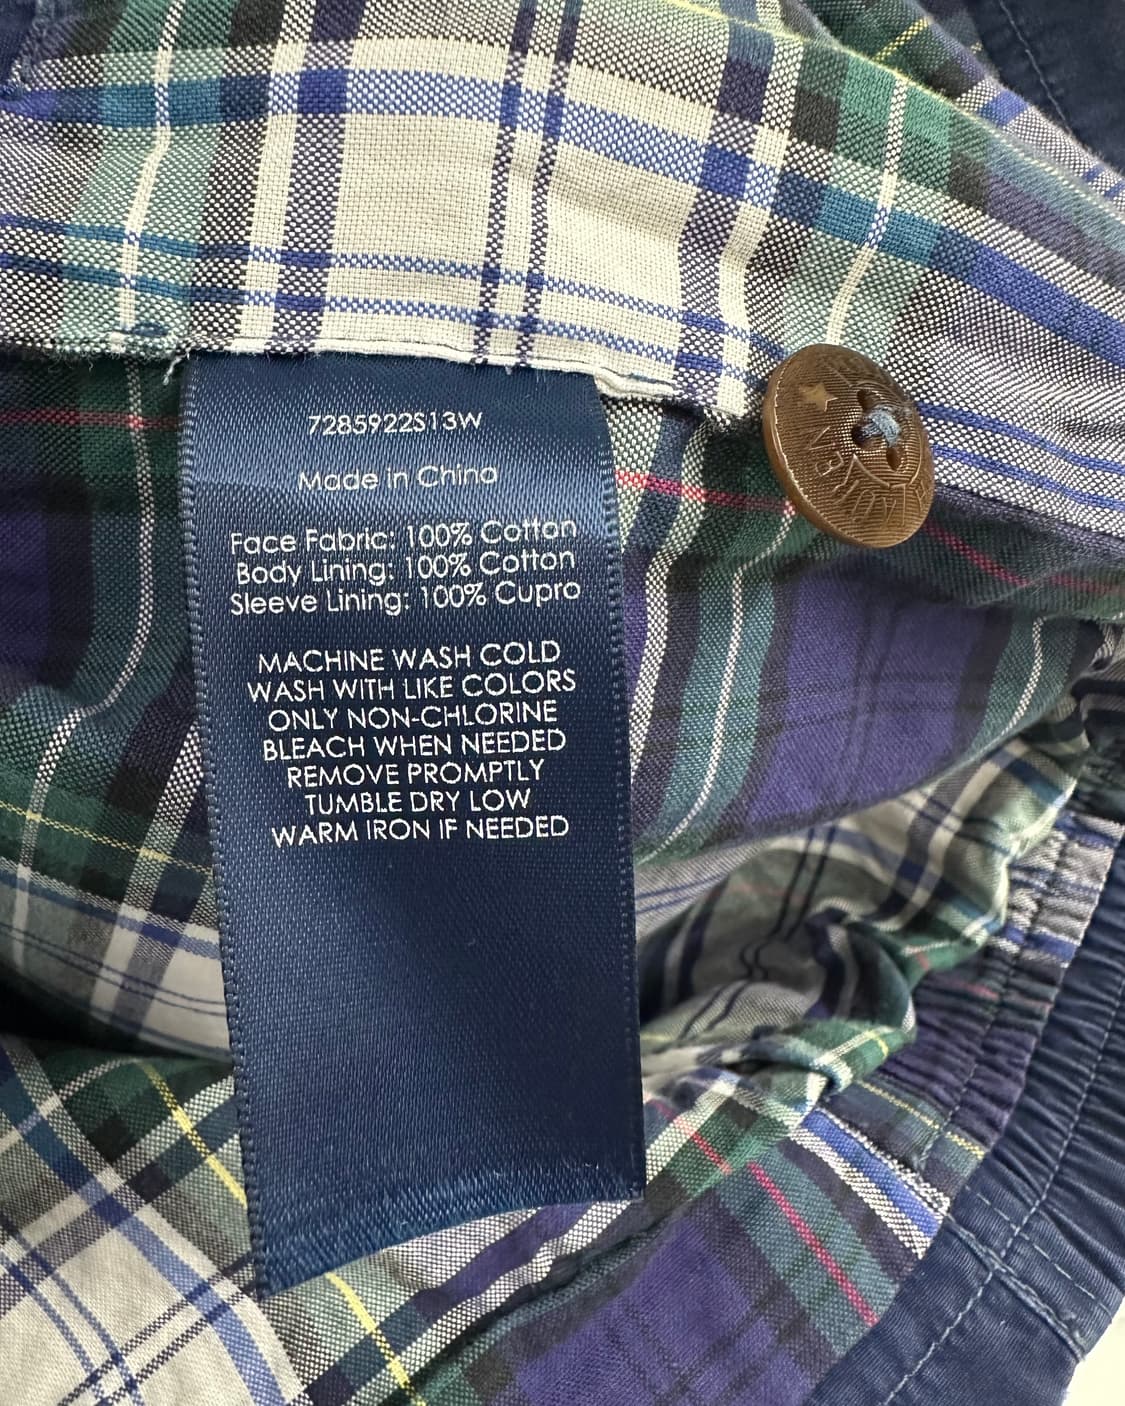 7285922S13W
Made in China
Face Fabric: 100% Cotton
Body Lining: 100% Cotton
Sleeve Lining: 100% Cupro
MACHINE WASH COLD
WASH WITH LIKE COLORS
ONLY NON-CHLORINE
BLEACH WHEN NEEDED
REMOVE PROMPTLY
TUMBLE DRY LOW
WARM IRON IF NEEDED